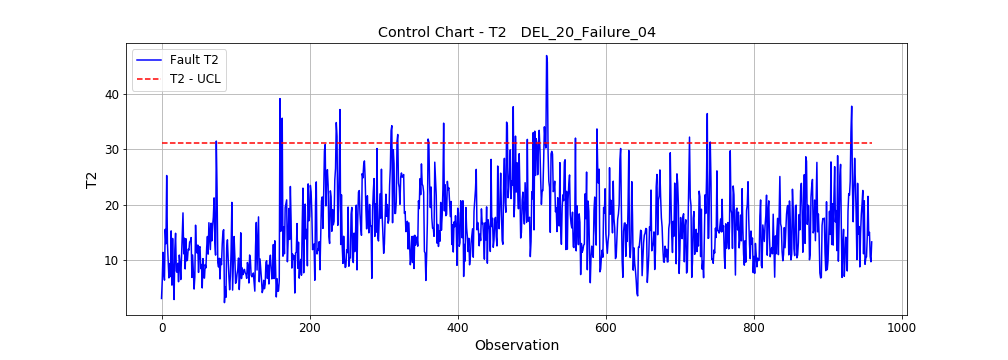 Control Chart - T2   DEL_20_Failure_04
Fault T2
T2 - UCL
T2
40
30
20
10
0 200 400 600 800 1000
Observation